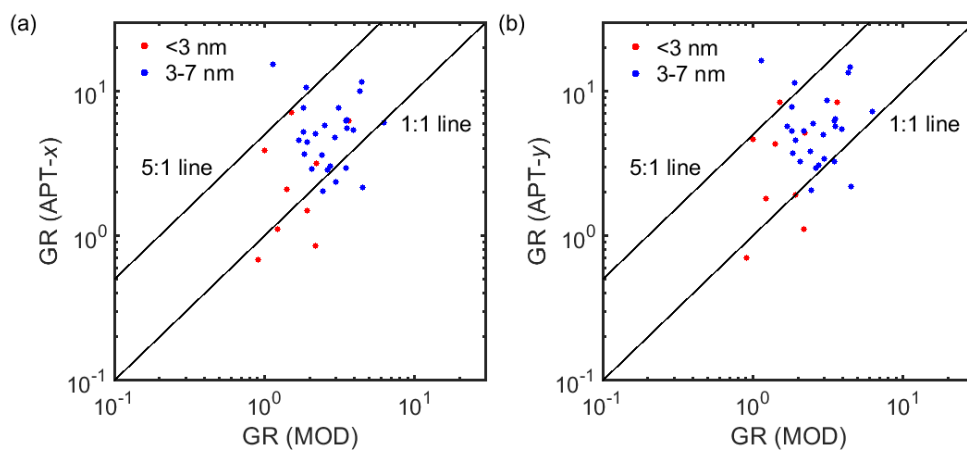 (a)
<3 nm
3-7 nm
5:1 line
1:1 line
10^1
10^0
10^-1
10^-1
10^0
10^1
GR (APT-x)
GR (MOD)
(b)
<3 nm
3-7 nm
5:1 line
1:1 line
10^1
10^0
10^-1
10^-1
10^0
10^1
GR (APT-y)
GR (MOD)